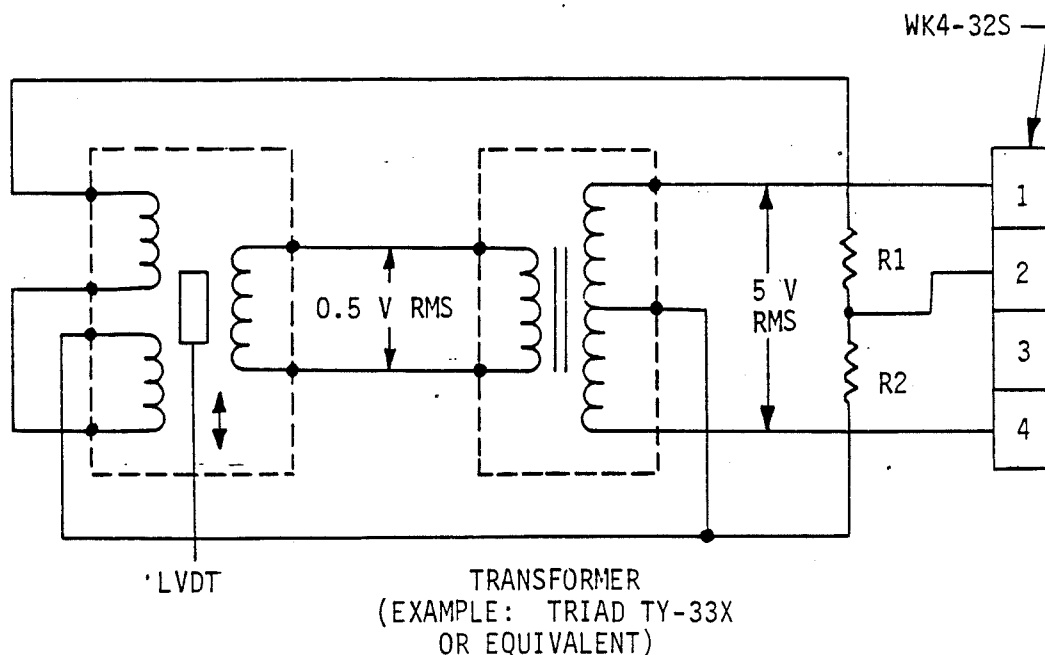 WK4-32S
1
R1
2
0.5 V RMS
5 V
RMS
3
R2
4
LVDT
TRANSFORMER
(EXAMPLE: TRIAD TY-33X
OR EQUIVALENT)